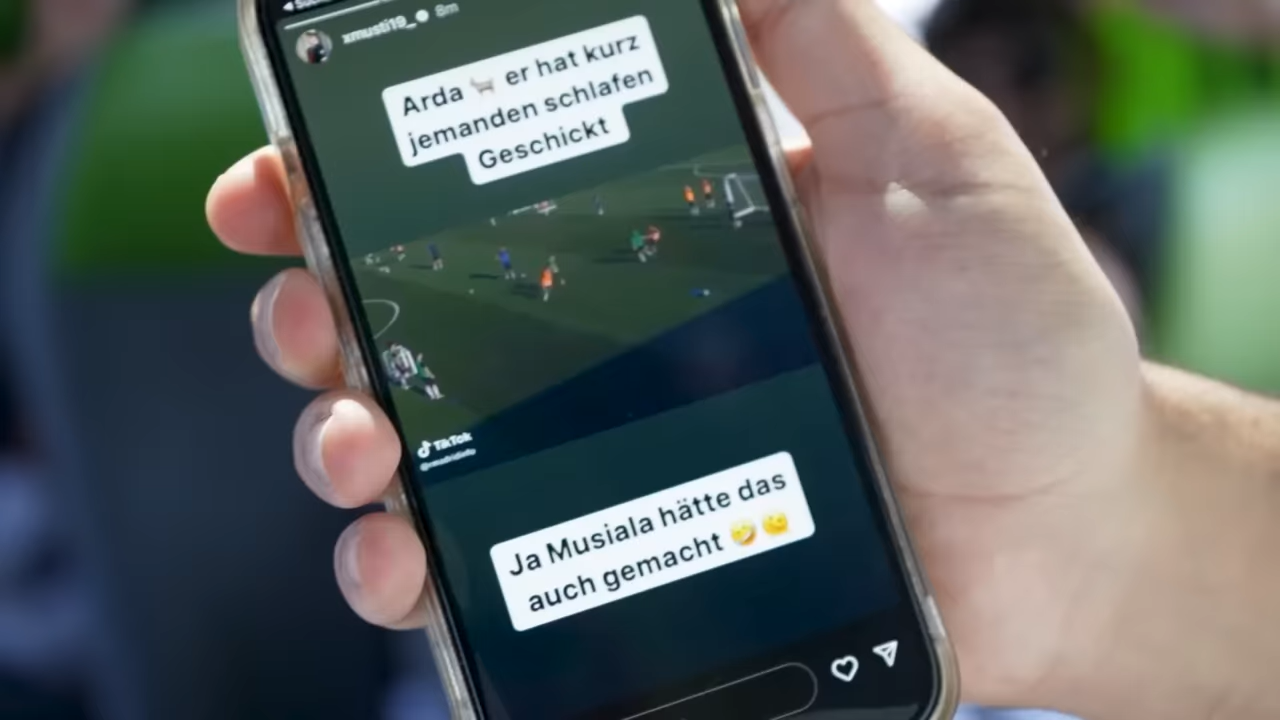 xmusti19_ 8m
Arda 🐈 er hat kurz
jemanden schlafen
Geschickt
TikTok
Ja Musiala hätte das
auch gemacht 🤣🫡